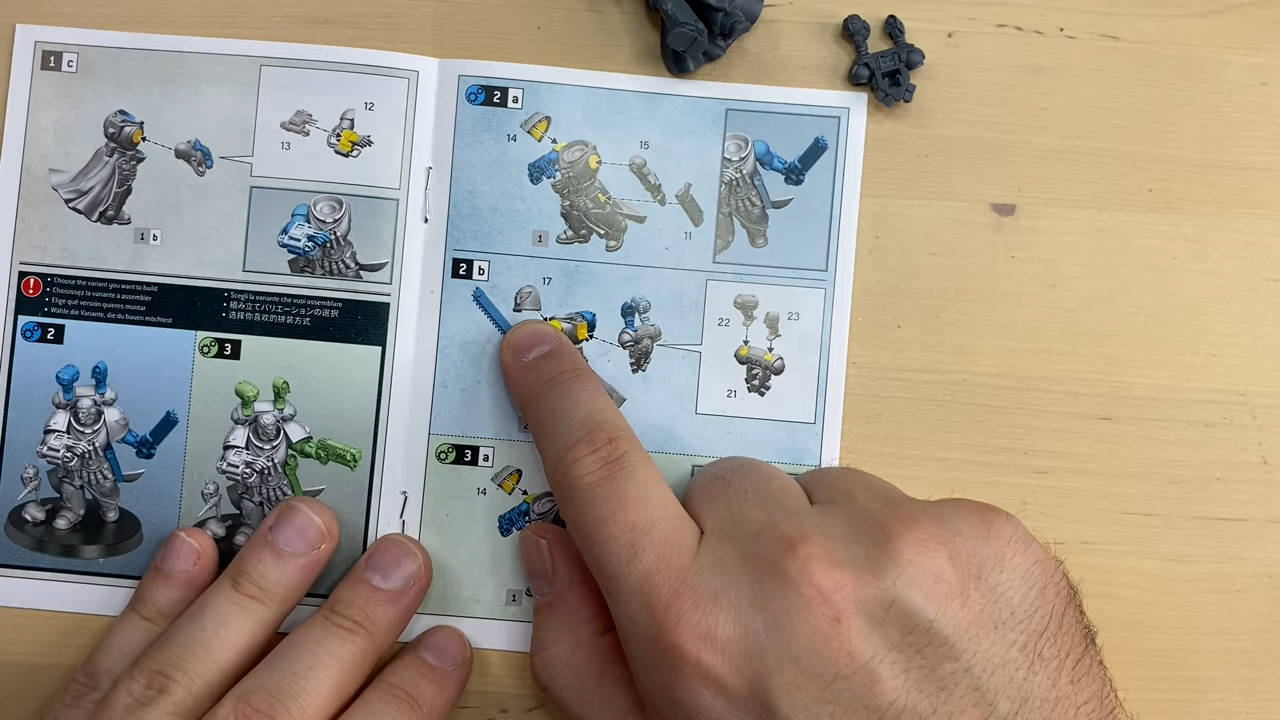 1 c
12
13
1 b
• Choose the variant you want to build
• Choisissez la variante à assembler
• Elige qué versión quieres montar
• Wähle die Variante, die du bauen möchtest
• Scegli la variante che vuoi assemblare
• 組み立てバリエーションの選択
• 选择你喜欢的拼装方式
2
3
2 a
14
15
1
11
2 b
17
22
23
21
3 a
14
1